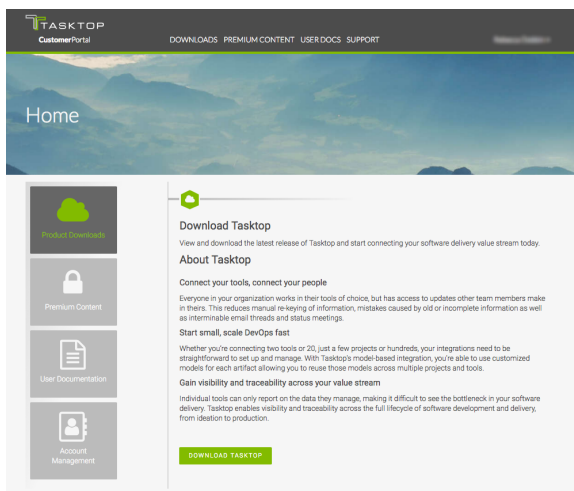 TASKTOP
CustomerPortal
DOWNLOADS PREMIUM CONTENT USER DOCS SUPPORT
Home
Product Downloads
Premium Content
User Documentation
Account
Management
Download Tasktop
View and download the latest release of Tasktop and start connecting your software delivery value stream today.
About Tasktop
Connect your tools, connect your people
Everyone in your organization works in their tools of choice, but has access to updates other team members make
in theirs. This reduces manual re-keying of information, mistakes caused by old or incomplete information as well
as interminable email threads and status meetings.
Start small, scale DevOps fast
Whether you're connecting two tools or 20, just a few projects or hundreds, your integrations need to be
straightforward to set up and manage. With Tasktop's model-based integration, you're able to use customized
models for each artifact allowing you to reuse those models across multiple projects and tools.
Gain visibility and traceability across your value stream
Individual tools can only report on the data they manage, making it difficult to see the bottleneck in your software
delivery. Tasktop enables visibility and traceability across the full lifecycle of software development and delivery,
from ideation to production.
DOWNLOAD TASKTOP